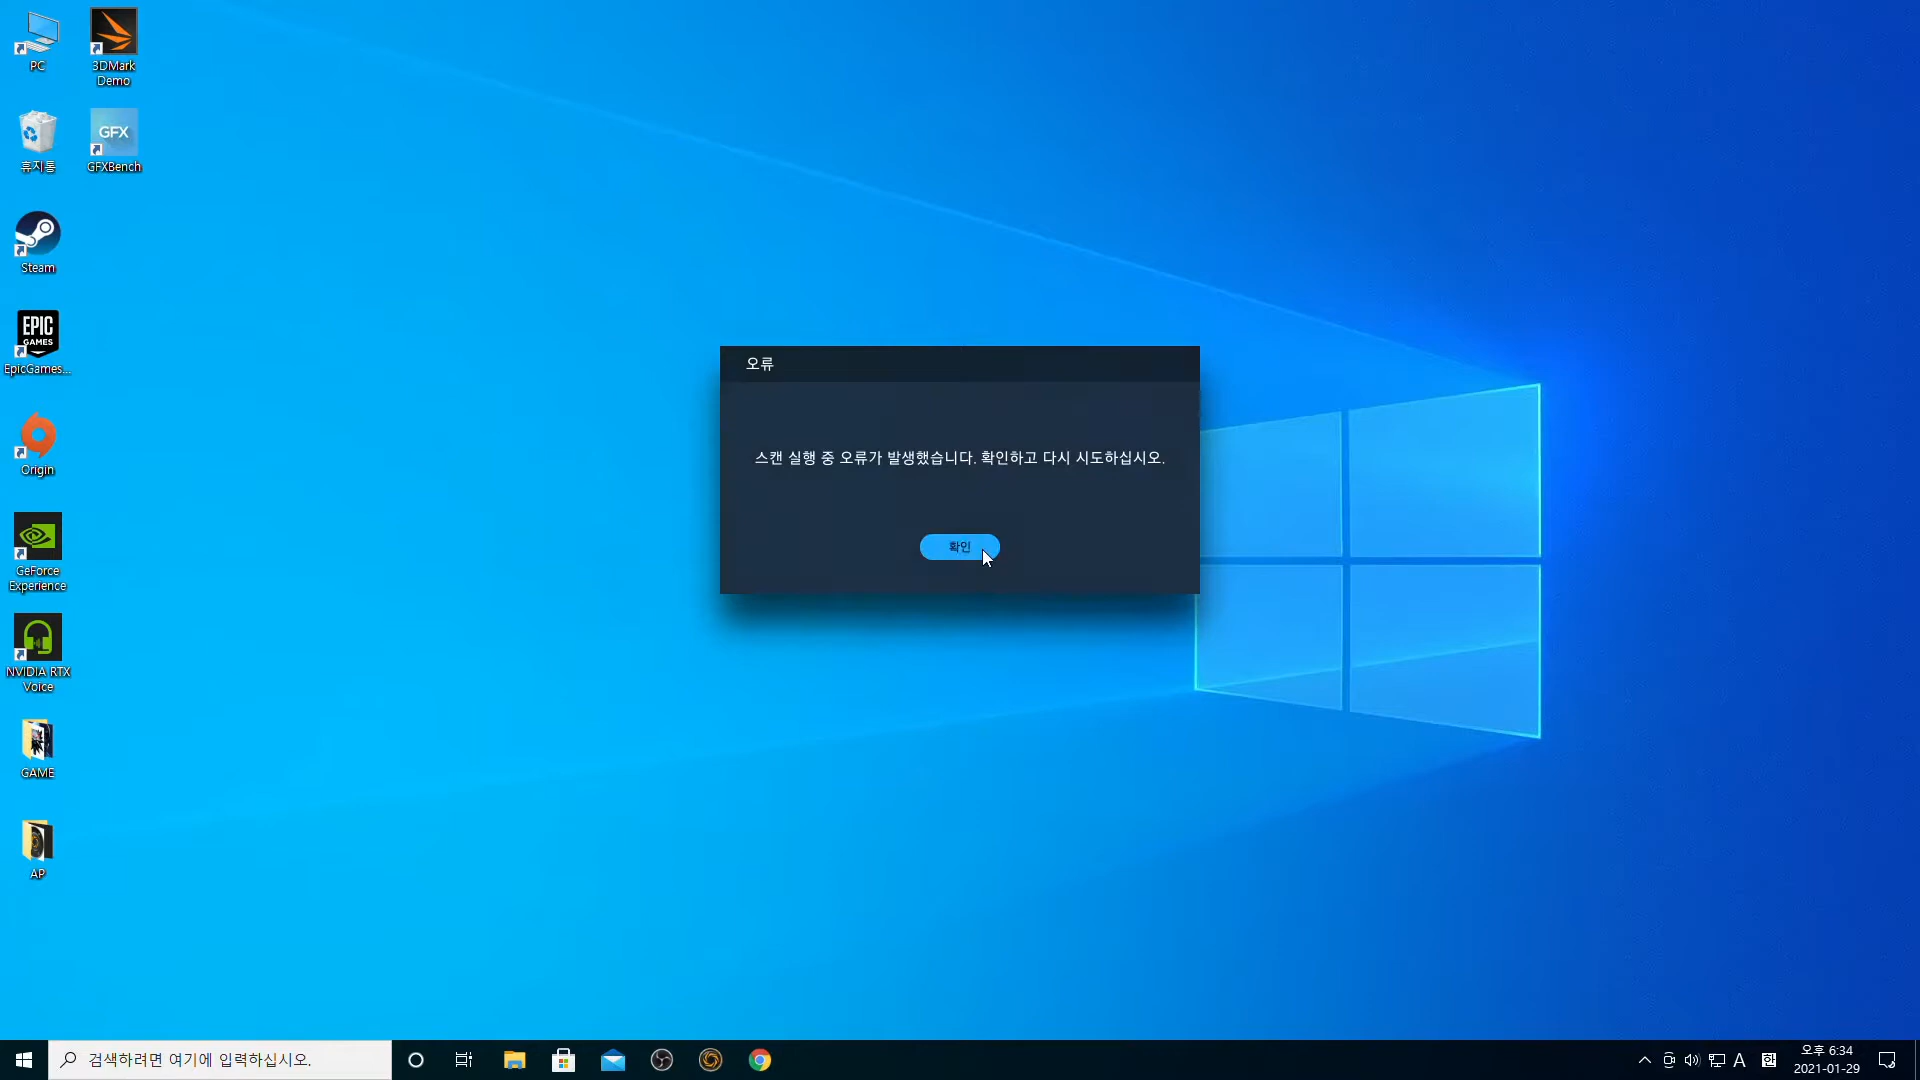 PC
3DMark
Demo
휴지통
GFX
GFXBench
Steam
EPIC
GAMES
EpicGames...
Origin
GeForce
Experience
NVIDIA RTX
Voice
GAME
AP
오류
스캔 실행 중 오류가 발생했습니다. 확인하고 다시 시도하십시오.
확인
검색하려면 여기에 입력하십시오.
A
한
오후 6:34
2021-01-29